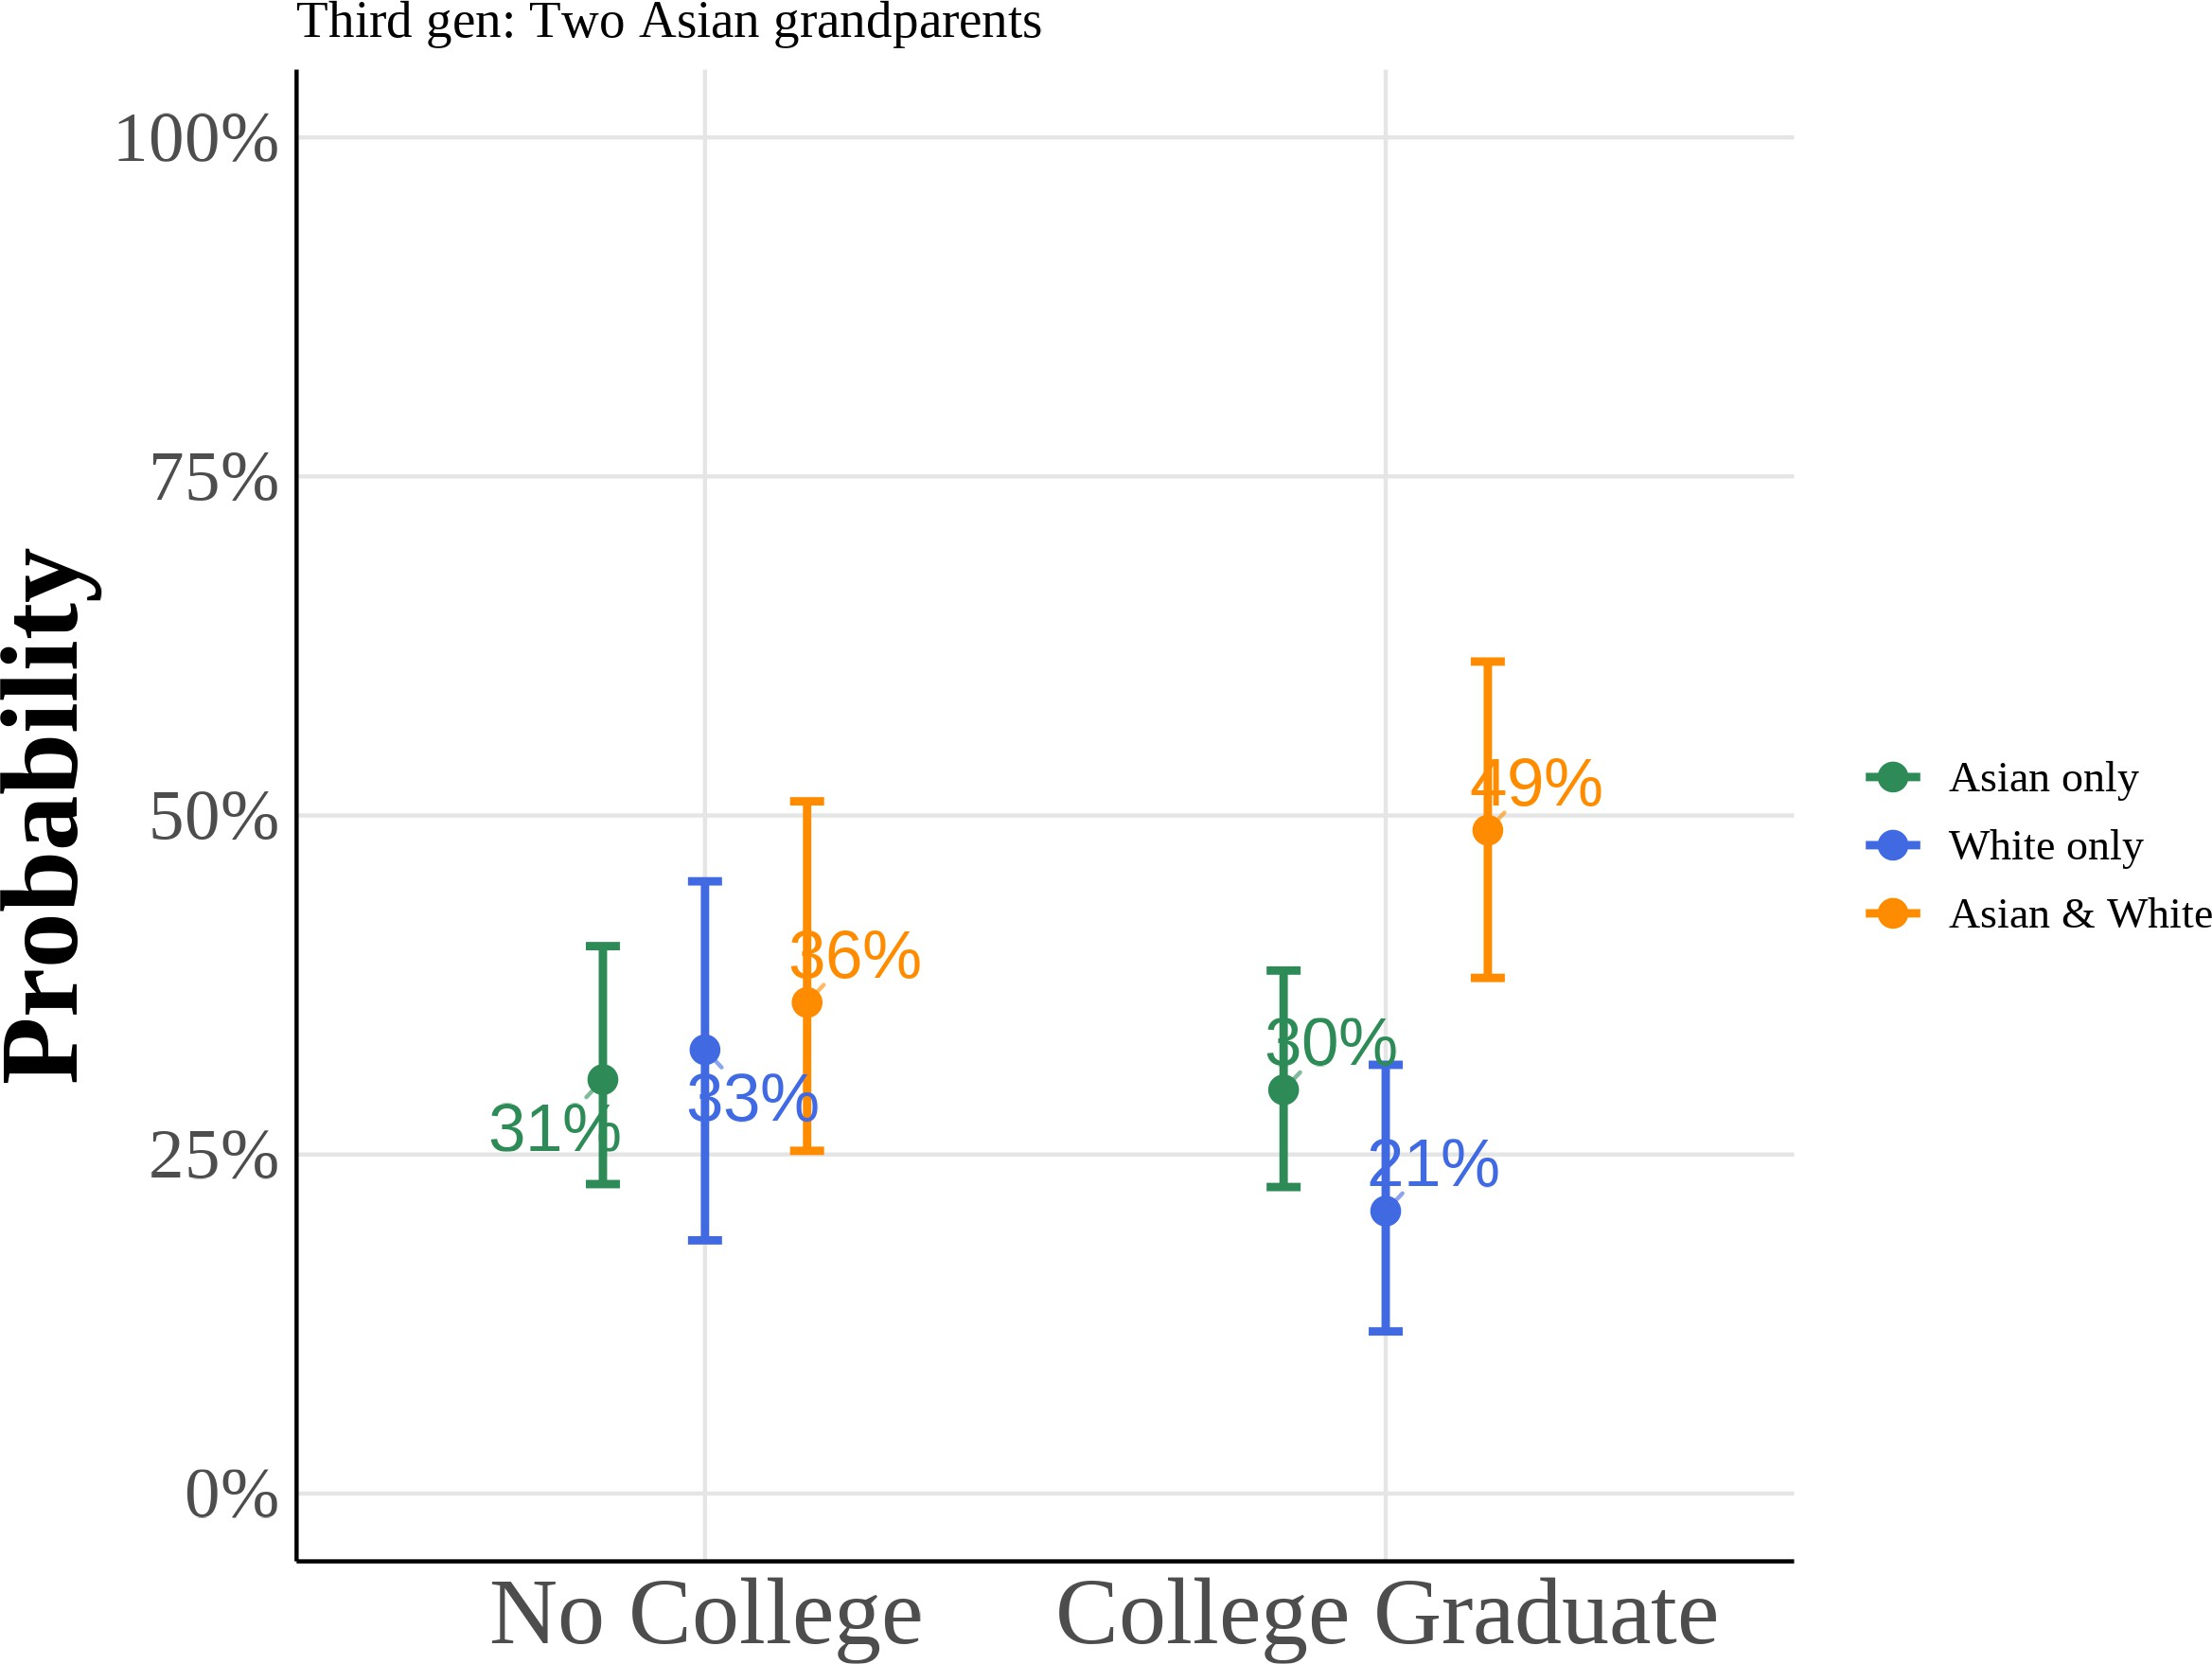 Third gen: Two Asian grandparents
100%
75%
50%
25%
0%
Probability
49%
36%
30%
33%
31%
21%
Asian only
White only
Asian & White
No College
College Graduate